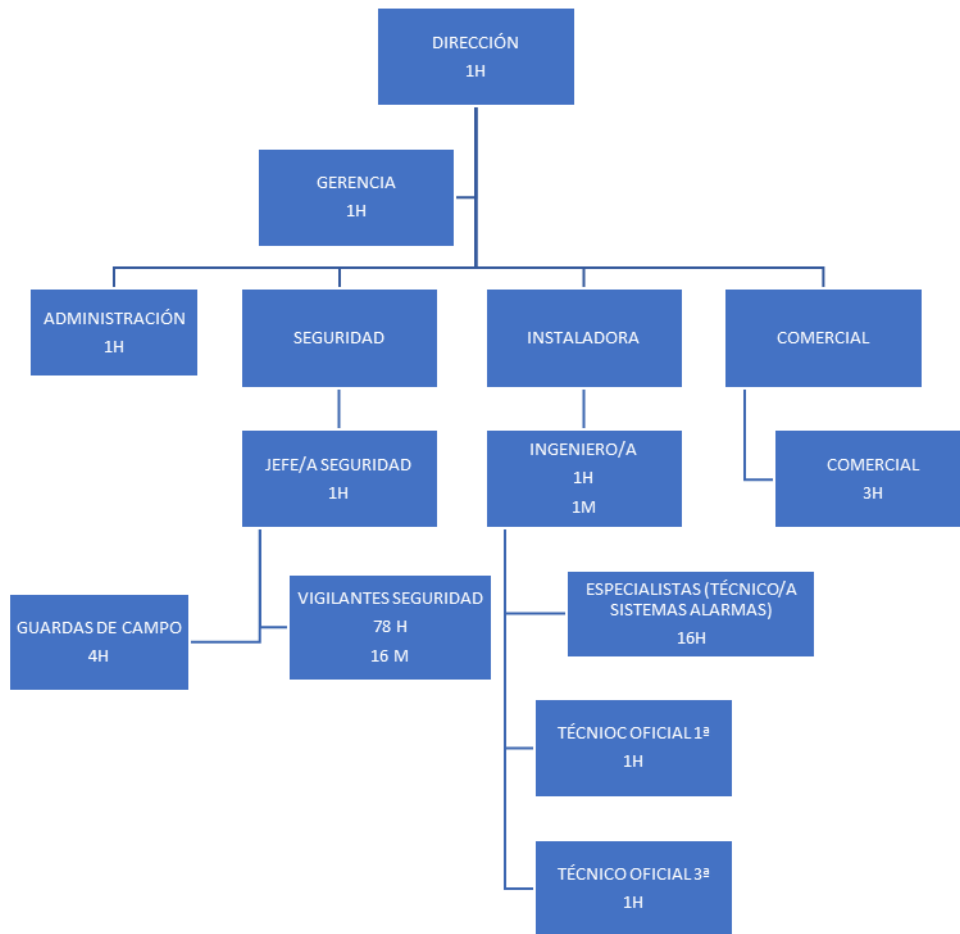 DIRECCIÓN
1H
GERENCIA
1H
ADMINISTRACIÓN
1H
SEGURIDAD
INSTALADORA
COMERCIAL
JEFE/A SEGURIDAD
1H
INGENIERO/A
1H
1M
COMERCIAL
3H
GUARDAS DE CAMPO
4H
VIGILANTES SEGURIDAD
78 H
16 M
ESPECIALISTAS (TÉCNICO/A
SISTEMAS ALARMAS)
16H
TÉCNIOC OFICIAL 1ª
1H
TÉCNICO OFICIAL 3ª
1H